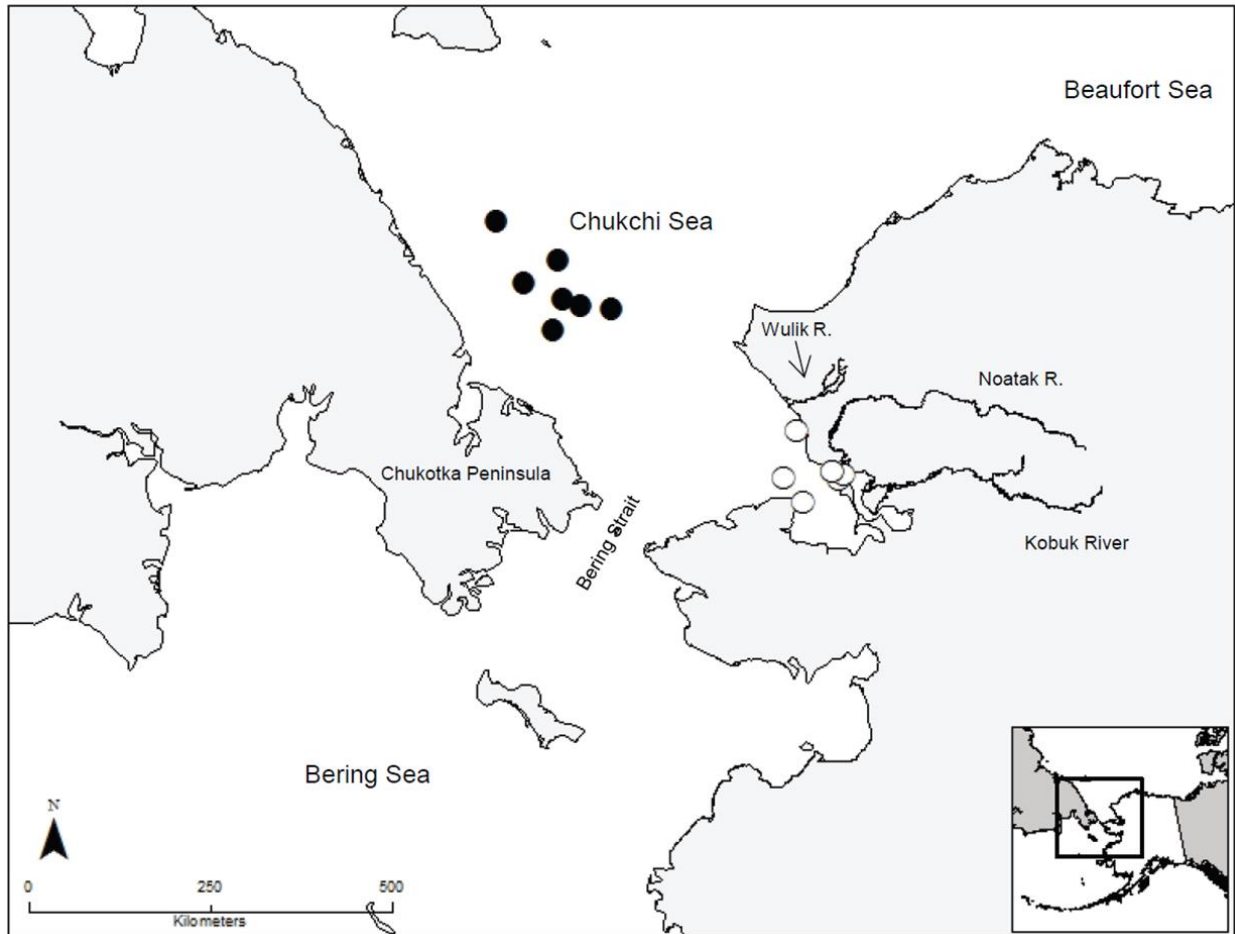 Beaufort Sea
Chukchi Sea
Wulik R.
Noatak R.
Chukotka Peninsula
Bering Strait
Kobuk River
Bering Sea
N
0 250 500
Kilometers